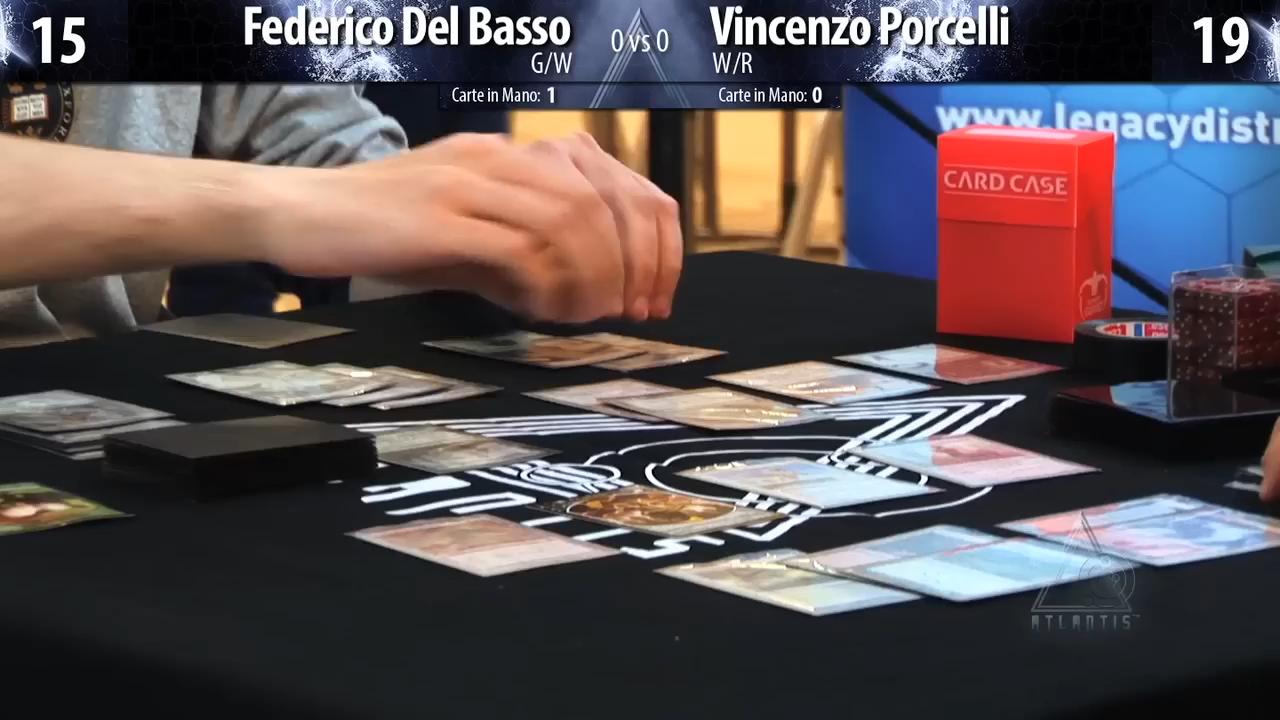 15
Federico Del Basso
G/W
0 vs 0
Vincenzo Porcelli
W/R
19
Carte in Mano: 1
Carte in Mano: 0
www.legacydistr
CARD CASE
ATLANTIS